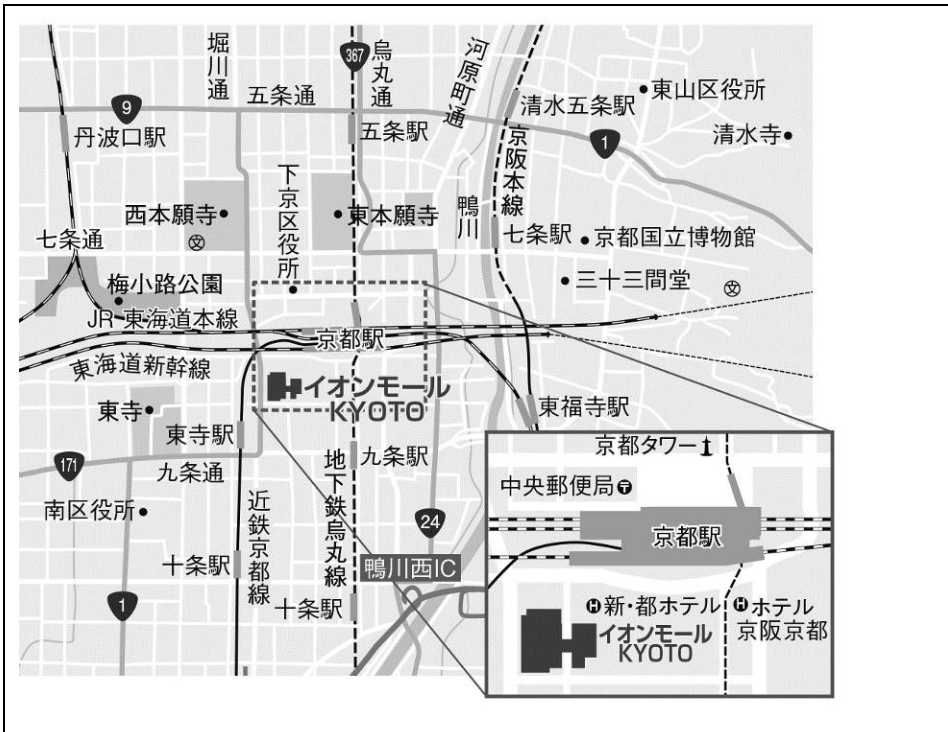 堀川通
367
烏丸通
河原町通
9
五条通
丹波口駅
五条駅
清水五条駅
東山区役所
清水寺
1
京阪本線
下京区役所
西本願寺
東本願寺
鴨川
七条駅
京都国立博物館
七条通
文
三十三間堂
文
梅小路公園
JR 東海道本線
京都駅
東海道新幹線
イオンモール
KYOTO
東寺
東寺駅
東福寺駅
171
九条通
地下鉄烏丸線
九条駅
南区役所
近鉄京都線
24
十条駅
鴨川西IC
1
十条駅
京都タワー
中央郵便局
京都駅
H新・都ホテル
Hホテル
京阪京都
イオンモール
KYOTO